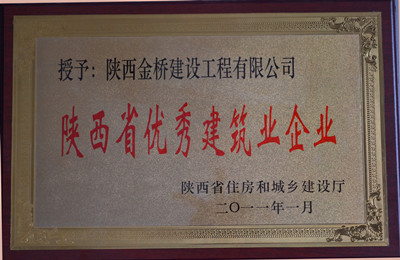 授予：陕西金桥建设工程有限公司
陕西省优秀建筑业企业
陕西省住房和城乡建设厅
二〇一一年一月